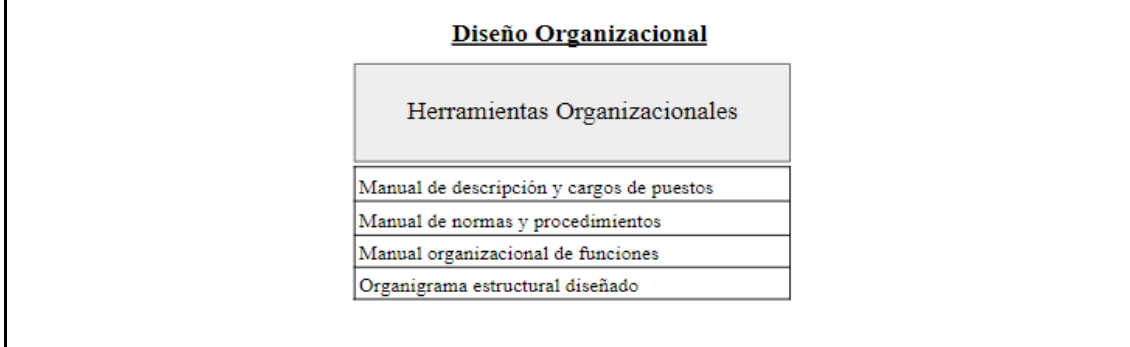 Diseño Organizacional
Herramientas Organizacionales
Manual de descripción y cargos de puestos
Manual de normas y procedimientos
Manual organizacional de funciones
Organigrama estructural diseñado